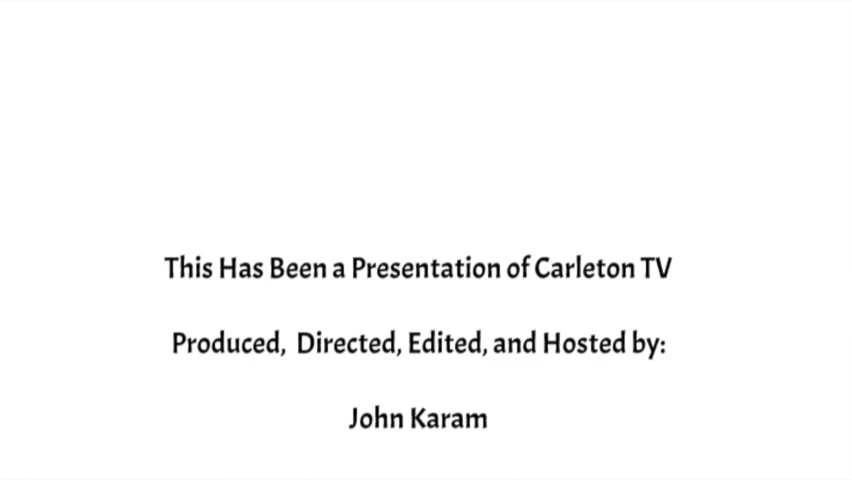 This Has Been a Presentation of Carleton TV
Produced,  Directed, Edited, and Hosted by:
John Karam